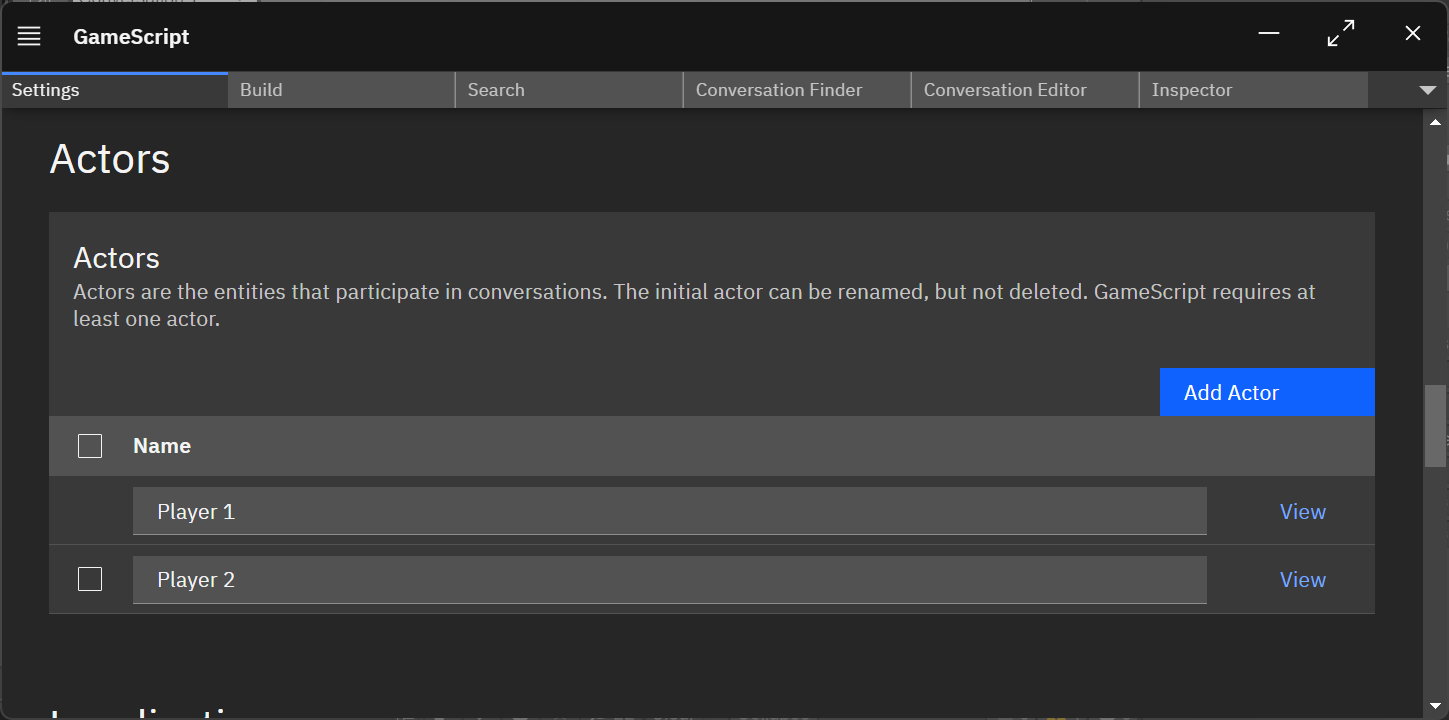 GameScript
Settings
Build
Search
Conversation Finder
Conversation Editor
Inspector
Actors
Actors
Actors are the entities that participate in conversations. The initial actor can be renamed, but not deleted. GameScript requires at
least one actor.
Add Actor
Name
Player 1
View
Player 2
View